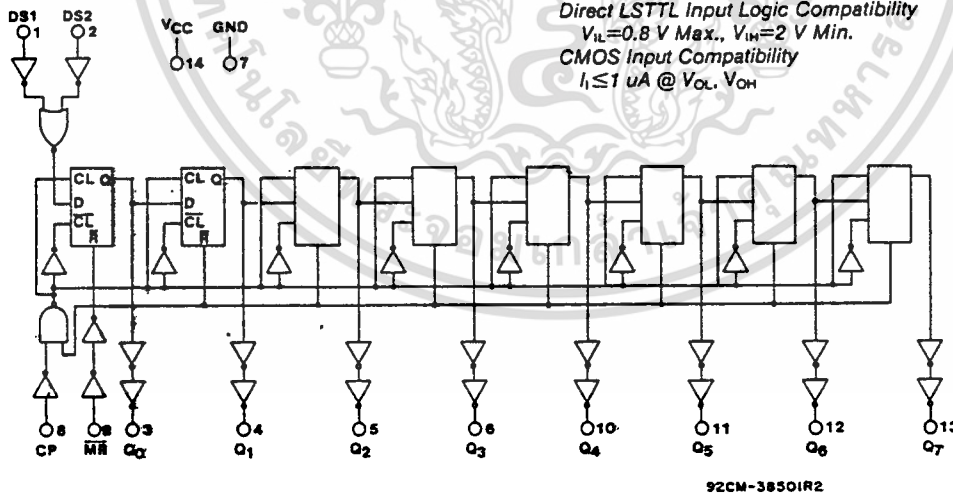 DS1
DS2
1
2
VCC
GND
14
7
Direct LSTTL Input Logic Compatibility
VIL=0.8 V Max., VIH=2 V Min.
CMOS Input Compatibility
Il≤1 uA @ VOL, VOH
CL Q
D
CL
R
CL Q
D
CL
R
8
9
3
4
5
6
10
11
12
13
CP
MR
Q1
Q2
Q3
Q4
Q5
Q6
Q7
92CM-38501R2